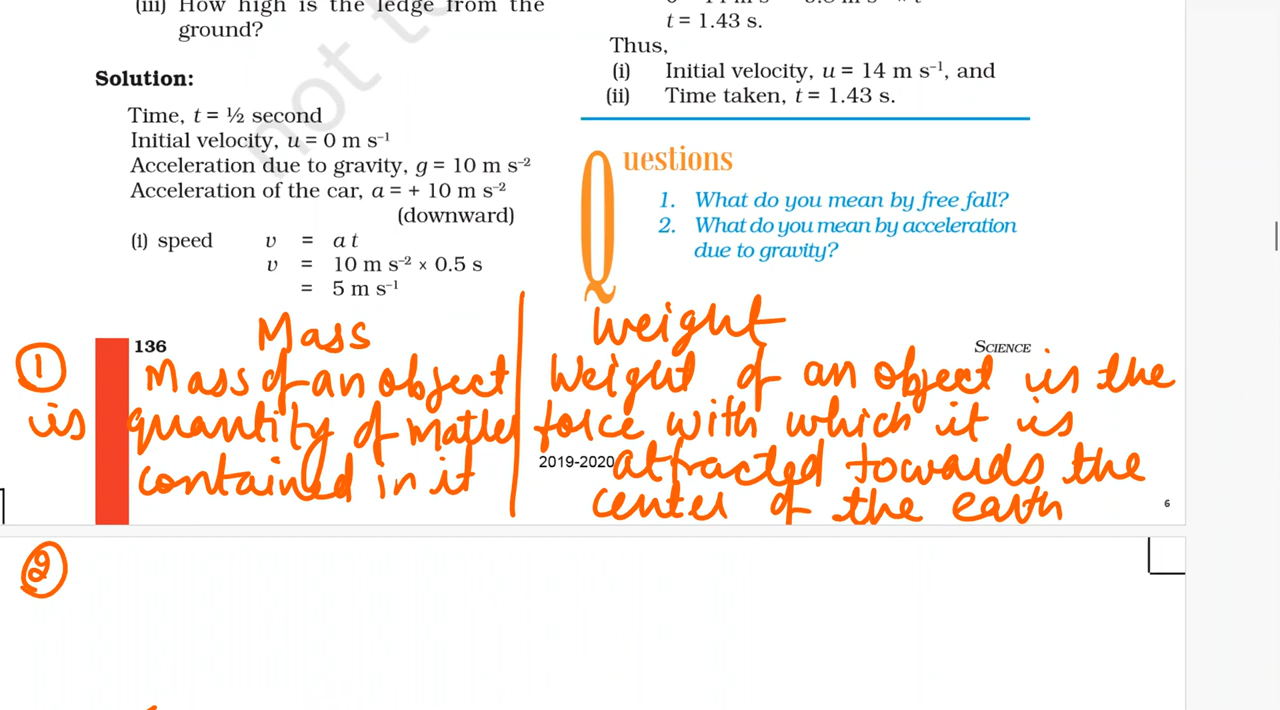 (iii) How high is the ledge from the
ground?
Solution:
Time, t = ½ second
Initial velocity, u = 0 m s⁻¹
Acceleration due to gravity, g = 10 m s⁻²
Acceleration of the car, a = + 10 m s⁻²
(downward)
(i) speed v = a t
v = 10 m s⁻² × 0.5 s
= 5 m s⁻¹
t = 1.43 s.
Thus,
(i) Initial velocity, u = 14 m s⁻¹, and
(ii) Time taken, t = 1.43 s.
Questions
1. What do you mean by free fall?
2. What do you mean by acceleration
due to gravity?
136
SCIENCE
Mass
① Mass of an object
is quantity of matter
contained in it
Weight
Weight of an object is the
force with which it is
attracted towards the
center of the earth
2019-2020
6
②
not t